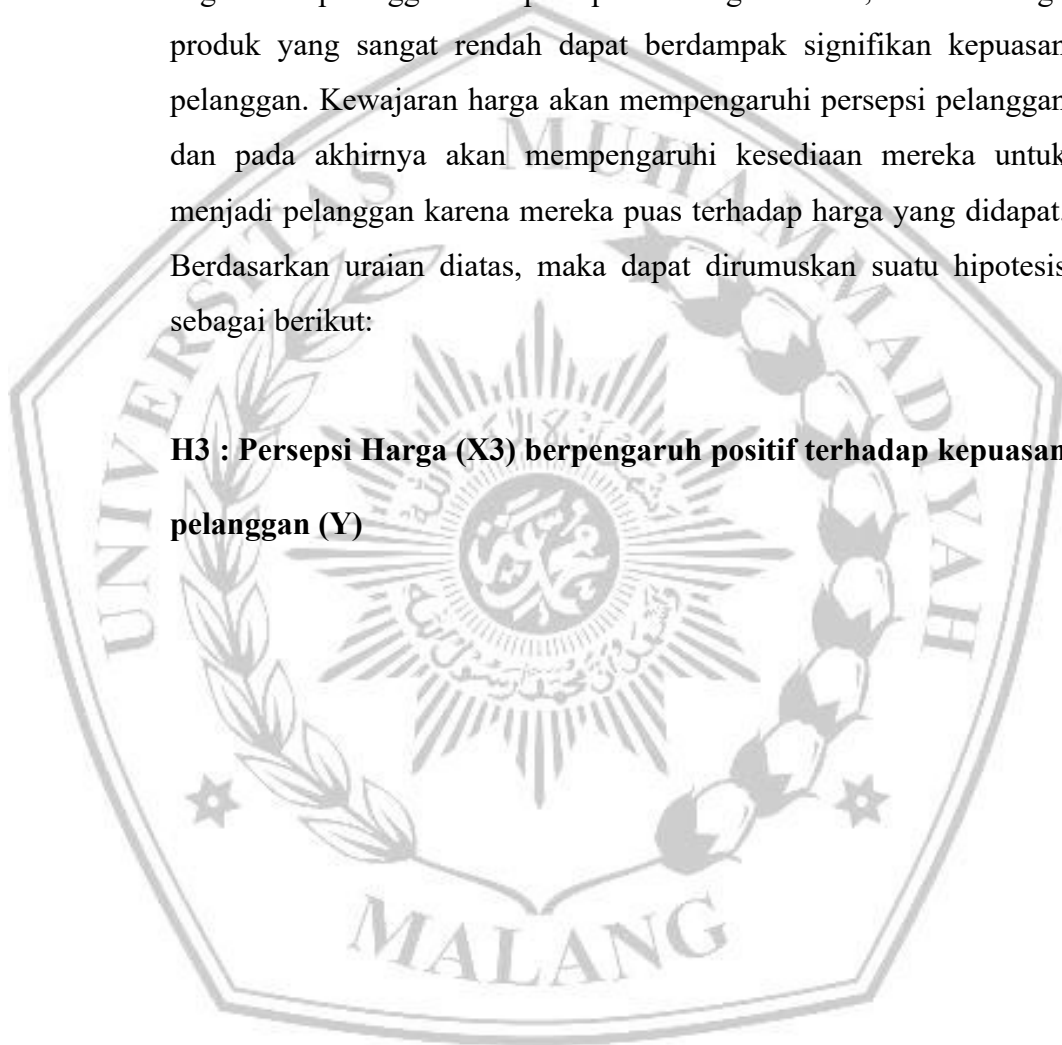 produk yang sangat rendah dapat berdampak signifikan kepuasan
pelanggan. Kewajaran harga akan mempengaruhi persepsi pelanggan
dan pada akhirnya akan mempengaruhi kesediaan mereka untuk
menjadi pelanggan karena mereka puas terhadap harga yang didapat.
Berdasarkan uraian diatas, maka dapat dirumuskan suatu hipotesis
sebagai berikut:
H3 : Persepsi Harga (X3) berpengaruh positif terhadap kepuasan
pelanggan (Y)
UNIVERSITAS MUHAMMADIYAH
MALANG